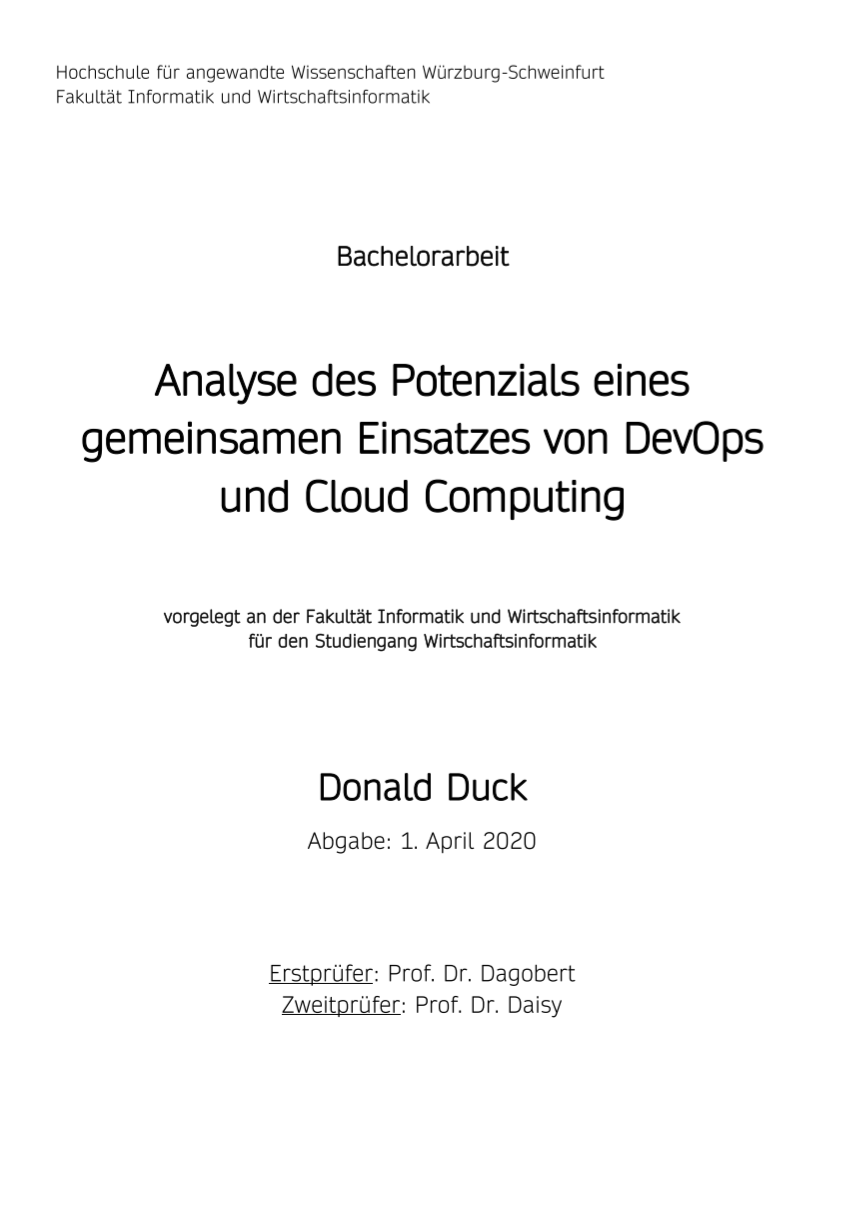 Hochschule für angewandte Wissenschaften Würzburg-Schweinfurt
Fakultät Informatik und Wirtschaftsinformatik
Bachelorarbeit
Analyse des Potenzials eines
gemeinsamen Einsatzes von DevOps
und Cloud Computing
vorgelegt an der Fakultät Informatik und Wirtschaftsinformatik
für den Studiengang Wirtschaftsinformatik
Donald Duck
Abgabe: 1. April 2020
Erstprüfer: Prof. Dr. Dagobert
Zweitprüfer: Prof. Dr. Daisy